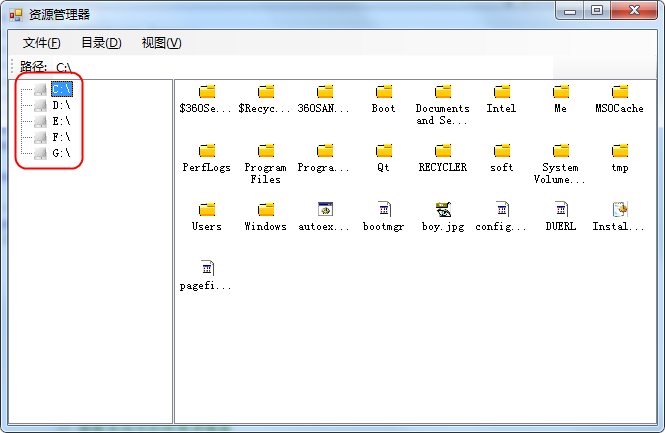 资源管理器
文件(F) 目录(D) 视图(V)
路径: C:\
C:\
D:\
E:\
F:\
G:\
$360Se... $Recyc... 360SAN... Boot Documents and Se... Intel Me MSOCache
PerfLogs Program Files Progra... Qt RECYCLER soft System Volume... tmp
Users Windows autoex... bootmgr boy.jpg config... DUERL Instal...
pagefi...